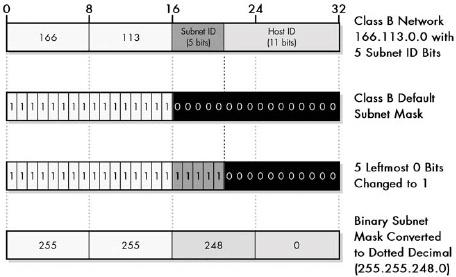 0 8 16 24 32
166 113 Subnet ID (5 bits) Host ID (11 bits)
Class B Network
166.113.0.0 with
5 Subnet ID Bits
1 1 1 1 1 1 1 1 1 1 1 1 1 1 1 1 0 0 0 0 0 0 0 0 0 0 0 0 0 0 0 0
Class B Default
Subnet Mask
1 1 1 1 1 1 1 1 1 1 1 1 1 1 1 1 1 1 1 1 1 0 0 0 0 0 0 0 0 0 0 0
5 Leftmost 0 Bits
Changed to 1
255 255 248 0
Binary Subnet
Mask Converted
to Dotted Decimal
(255.255.248.0)